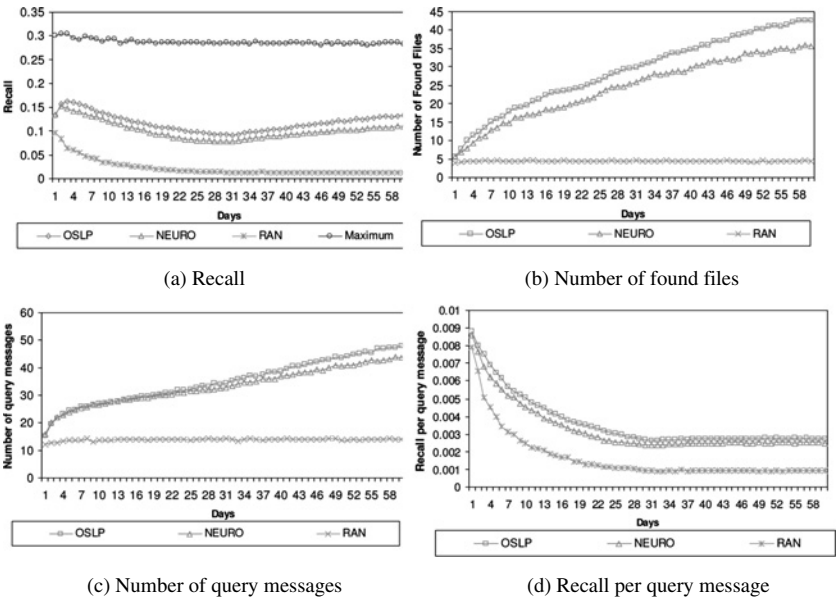 0.35
0.3
0.25
0.2
0.15
0.1
0.05
0
Recall
1 4 7 10 13 16 19 22 25 28 31 34 37 40 43 46 49 52 55 58
Days
OSLP NEURO RAN Maximum
(a) Recall
45
40
35
30
25
20
15
10
5
0
Number of Found Files
1 4 7 10 13 16 19 22 25 28 31 34 37 40 43 46 49 52 55 58
Days
OSLP NEURO RAN
(b) Number of found files
60
50
40
30
20
10
0
Number of query messages
1 4 7 10 13 16 19 22 25 28 31 34 37 40 43 46 49 52 55 58
Days
OSLP NEURO RAN
(c) Number of query messages
0.01
0.009
0.008
0.007
0.006
0.005
0.004
0.003
0.002
0.001
0
Recall per query message
1 4 7 10 13 16 19 22 25 28 31 34 37 40 43 46 49 52 55 58
Days
OSLP NEURO RAN
(d) Recall per query message